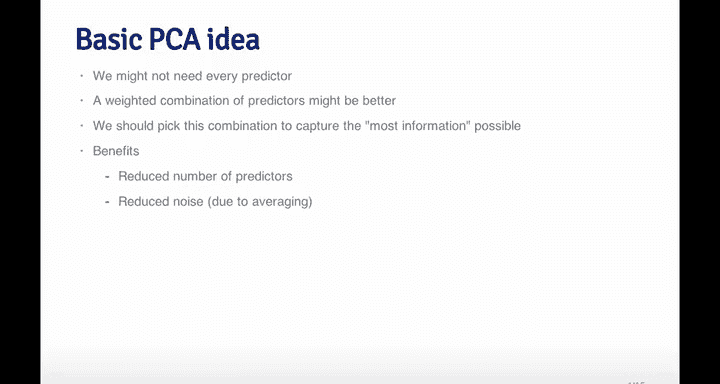 Basic PCA idea
· We might not need every predictor
· A weighted combination of predictors might be better
· We should pick this combination to capture the "most information" possible
· Benefits
- Reduced number of predictors
- Reduced noise (due to averaging)